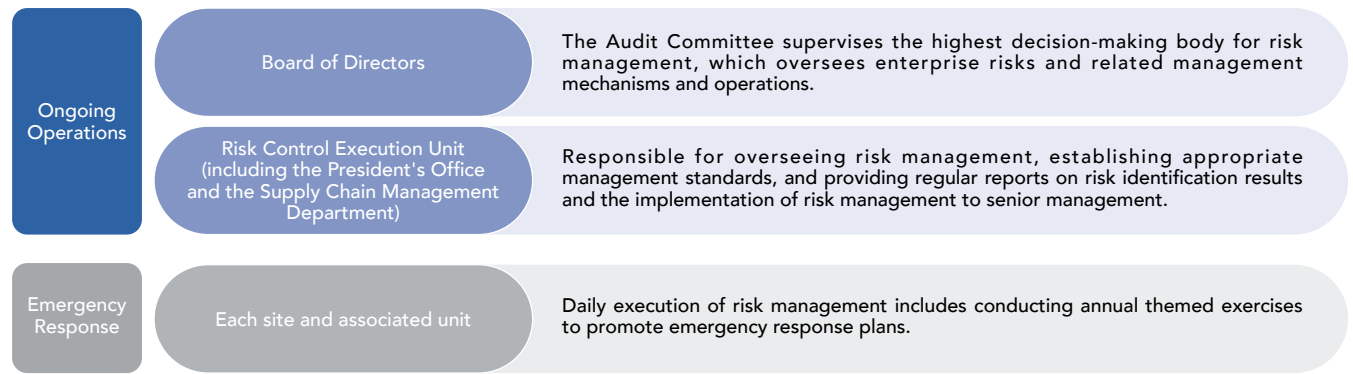 Ongoing
Operations
Board of Directors
The Audit Committee supervises the highest decision-making body for risk
management, which oversees enterprise risks and related management
mechanisms and operations.
Risk Control Execution Unit
(including the President's Office
and the Supply Chain Management
Department)
Responsible for overseeing risk management, establishing appropriate
management standards, and providing regular reports on risk identification results
and the implementation of risk management to senior management.
Emergency
Response
Each site and associated unit
Daily execution of risk management includes conducting annual themed exercises
to promote emergency response plans.